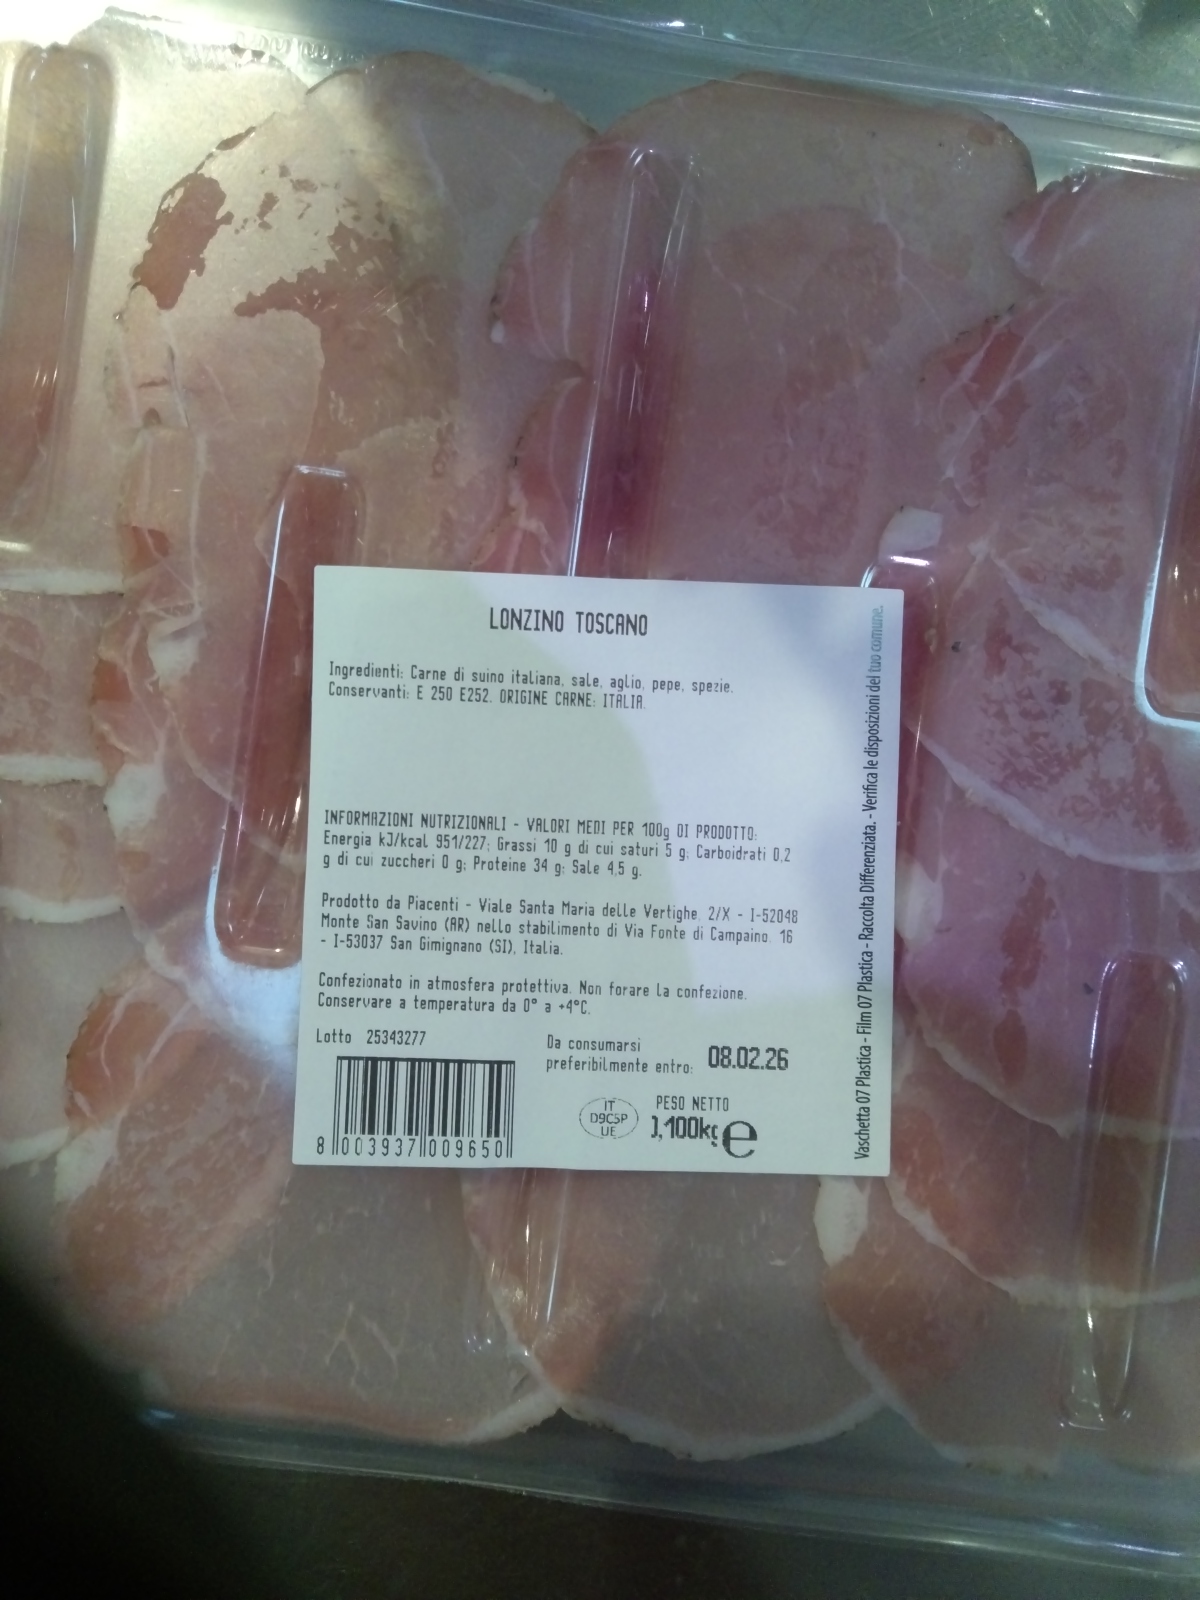 LONZINO TOSCANO
Ingredienti: Carne di suino italiana, sale, aglio, pepe, spezie.
Conservanti: E 250 E252. ORIGINE CARNE: ITALIA.
INFORMAZIONI NUTRIZIONALI - VALORI MEDI PER 100g DI PRODOTTO:
Energia kJ/kcal 951/227; Grassi 10 g di cui saturi 5 g; Carboidrati 0,2
g di cui zuccheri 0 g; Proteine 34 g; Sale 4,5 g.
Prodotto da Piacenti - Viale Santa Maria delle Vertighe, 2/X - I-52048
Monte San Savino (AR) nello stabilimento di Via Fonte di Campaino, 16
- I-53037 San Gimignano (SI), Italia.
Confezionato in atmosfera protettiva. Non forare la confezione.
Conservare a temperatura da 0° a +4°C.
Lotto 25343277
Da consumarsi
preferibilmente entro: 08.02.26
8 003937 009650
IT
D9C5P
UE
PESO NETTO
0,100kg e
Vaschetta 07 Plastica - Film 07 Plastica - Raccolta Differenziata. - Verifica le disposizioni del tuo comune.